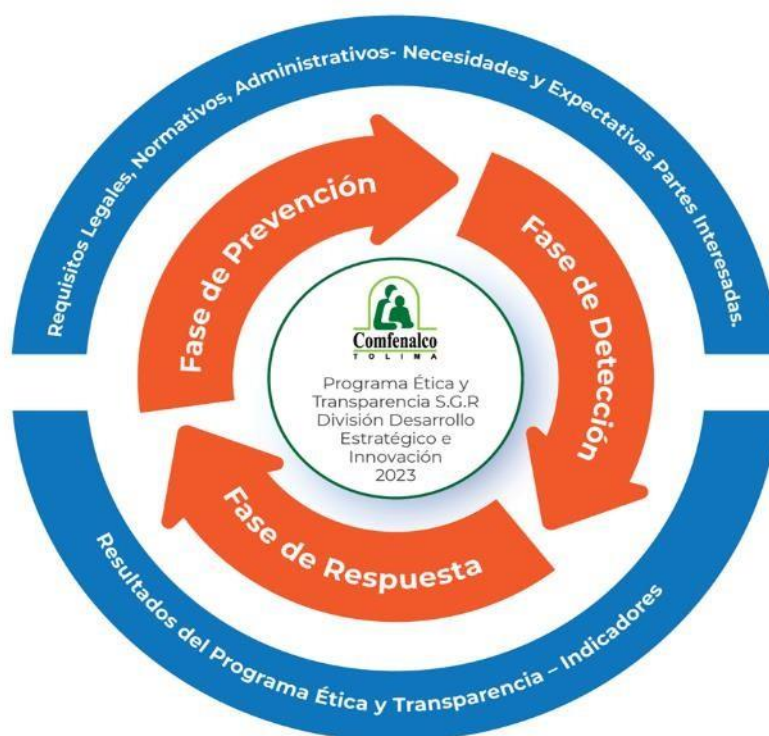 Requisitos Legales, Normativos, Administrativos- Necesidades y Expectativas Partes Interesadas.
Fase de Prevención
Fase de Detección
Comfenalco
TOLIMA
Programa Ética y
Transparencia S.G.R
División Desarrollo
Estratégico e
Innovación
2023
Fase de Respuesta
Resultados del Programa Ética y Transparencia – Indicadores